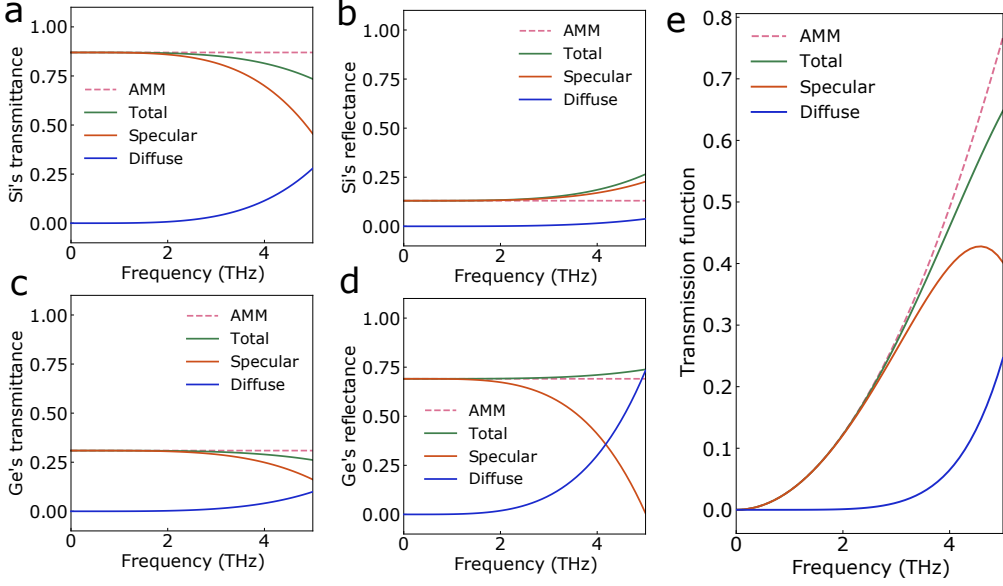 a
Si's transmittance
1.00
0.75
0.50
0.25
0.00
AMM
Total
Specular
Diffuse
0
2
4
Frequency (THz)
b
Si's reflectance
1.00
0.75
0.50
0.25
0.00
AMM
Total
Specular
Diffuse
0
2
4
Frequency (THz)
c
Ge's transmittance
1.00
0.75
0.50
0.25
0.00
AMM
Total
Specular
Diffuse
0
2
4
Frequency (THz)
d
Ge's reflectance
1.00
0.75
0.50
0.25
0.00
AMM
Total
Specular
Diffuse
0
2
4
Frequency (THz)
e
Transmission function
0.8
0.7
0.6
0.5
0.4
0.3
0.2
0.1
0.0
AMM
Total
Specular
Diffuse
0
2
4
Frequency (THz)